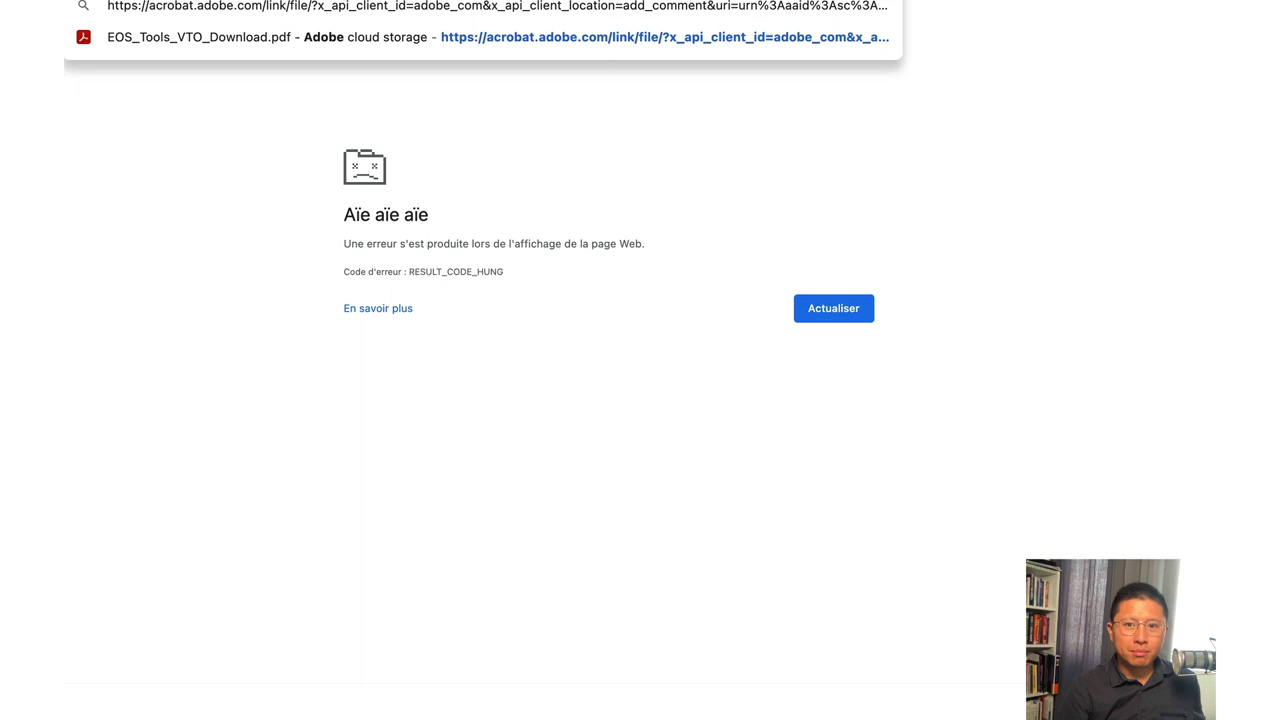 https://acrobat.adobe.com/link/file/?x_api_client_id=adobe_com&x_api_client_location=add_comment&uri=urn%3Aaaid%3Asc%3A...
EOS_Tools_VTO_Download.pdf - Adobe cloud storage - https://acrobat.adobe.com/link/file/?x_api_client_id=adobe_com&x_a...
Aïe aïe aïe
Une erreur s'est produite lors de l'affichage de la page Web.
Code d'erreur : RESULT_CODE_HUNG
En savoir plus
Actualiser